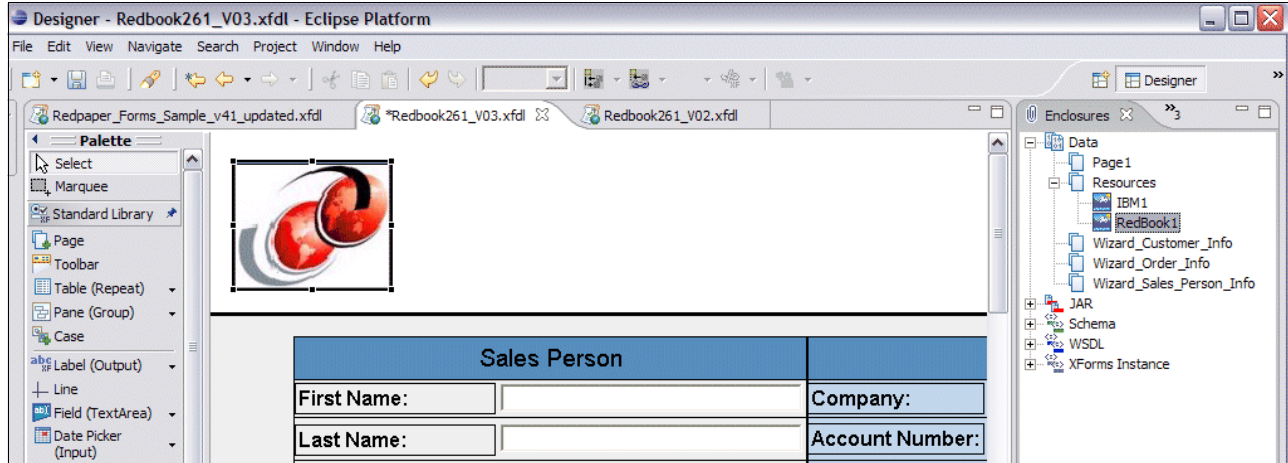 Designer - Redbook261_V03.xfdl - Eclipse Platform
File Edit View Navigate Search Project Window Help
Designer
»
Redpaper_Forms_Sample_v41_updated.xfdl *Redbook261_V03.xfdl Redbook261_V02.xfdl
Enclosures »3
Palette
Select
Marquee
Standard Library
Page
Toolbar
Table (Repeat)
Pane (Group)
Case
abc Label (Output)
Line
Field (TextArea)
Date Picker
(Input)
Sales Person
First Name: Company:
Last Name: Account Number:
Data
Page1
Resources
IBM1
RedBook1
Wizard_Customer_Info
Wizard_Order_Info
Wizard_Sales_Person_Info
JAR
Schema
WSDL
XForms Instance